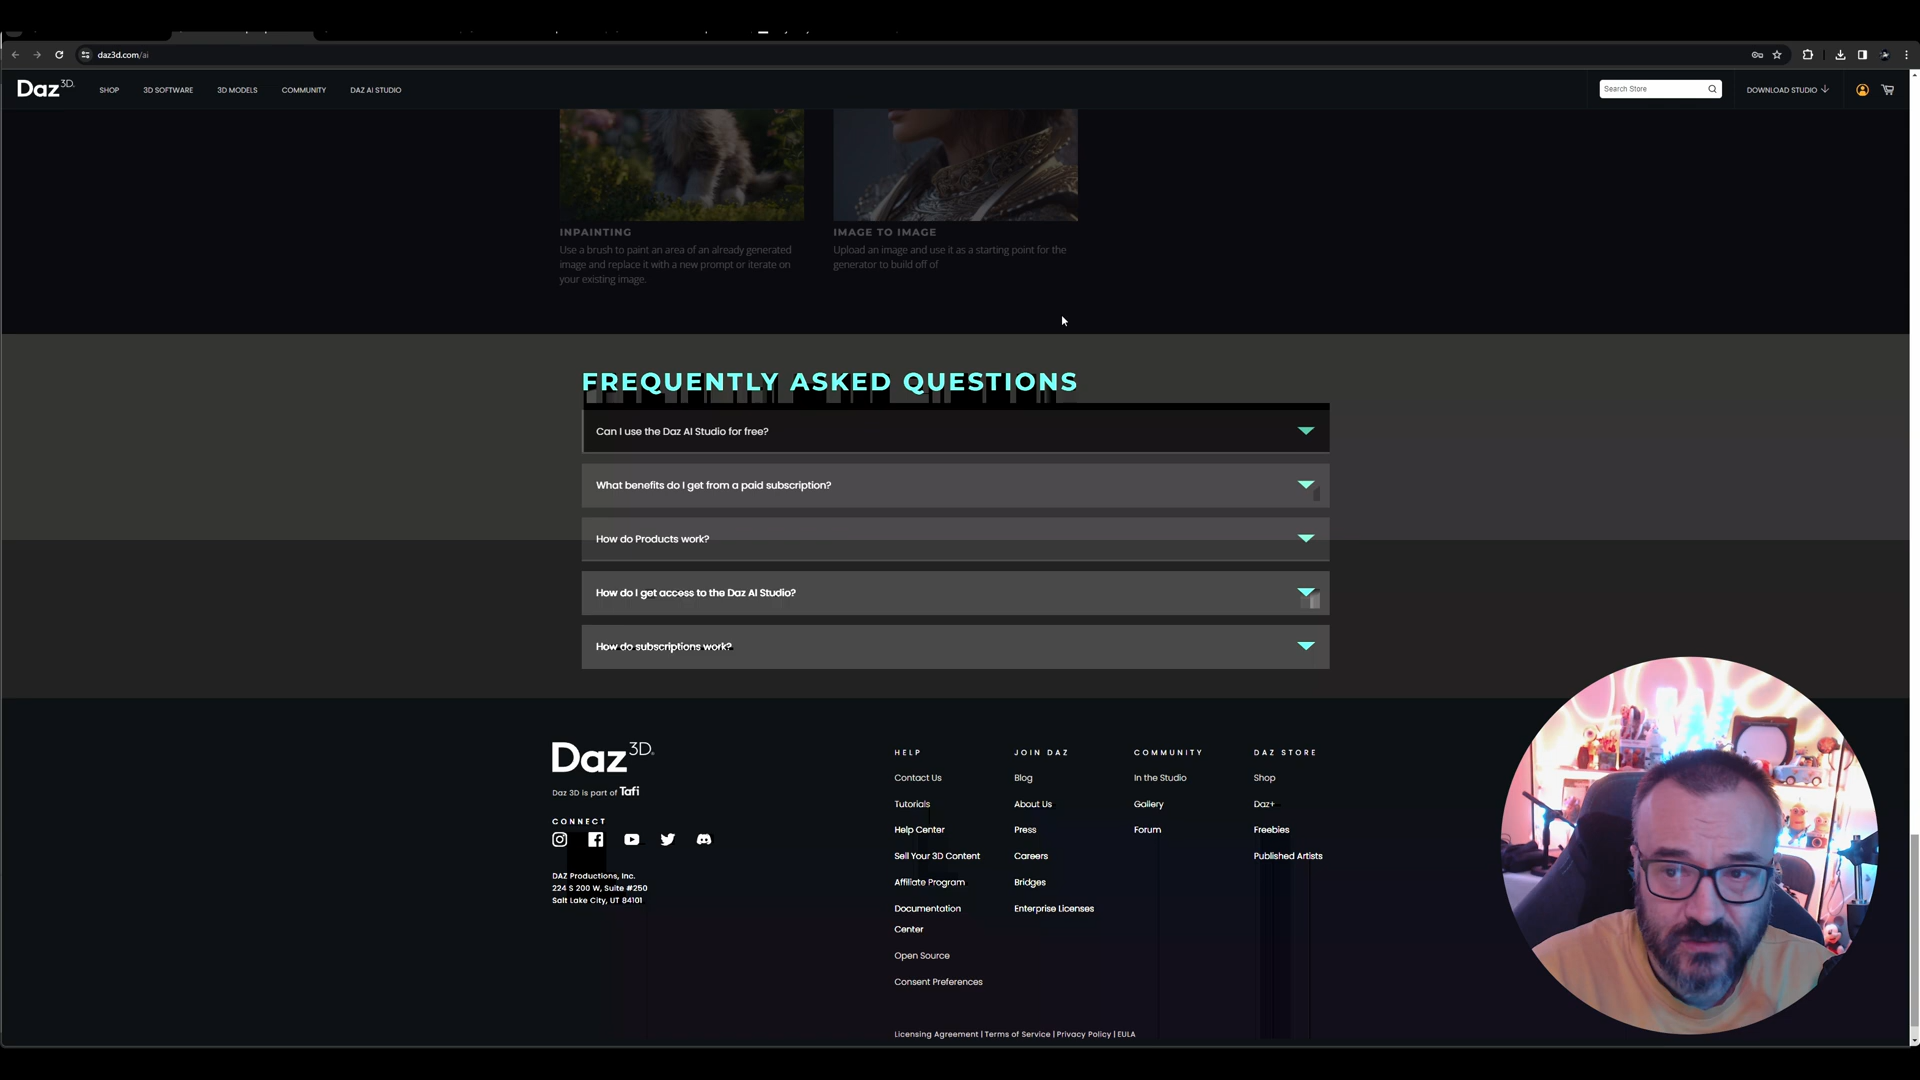 daz3d.com/ai
Daz 3D.
SHOP
3D SOFTWARE
3D MODELS
COMMUNITY
DAZ AI STUDIO
Search Store
DOWNLOAD STUDIO
INPAINTING
Use a brush to paint an area of an already generated
image and replace it with a new prompt or iterate on
your existing image.
IMAGE TO IMAGE
Upload an image and use it as a starting point for the
generator to build off of
FREQUENTLY ASKED QUESTIONS
Can I use the Daz AI Studio for free?
What benefits do I get from a paid subscription?
How do Products work?
How do I get access to the Daz AI Studio?
How do subscriptions work?
Daz 3D.
Daz 3D is part of Tafi
CONNECT
DAZ Productions, Inc.
224 S 200 W, Suite #250
Salt Lake City, UT 84101
HELP
Contact Us
Tutorials
Help Center
Sell Your 3D Content
Affiliate Program
Documentation
Center
Open Source
Consent Preferences
JOIN DAZ
Blog
About Us
Press
Careers
Bridges
Enterprise Licenses
COMMUNITY
In the Studio
Gallery
Forum
DAZ STORE
Shop
Daz+
Freebies
Published Artists
Licensing Agreement | Terms of Service | Privacy Policy | EULA